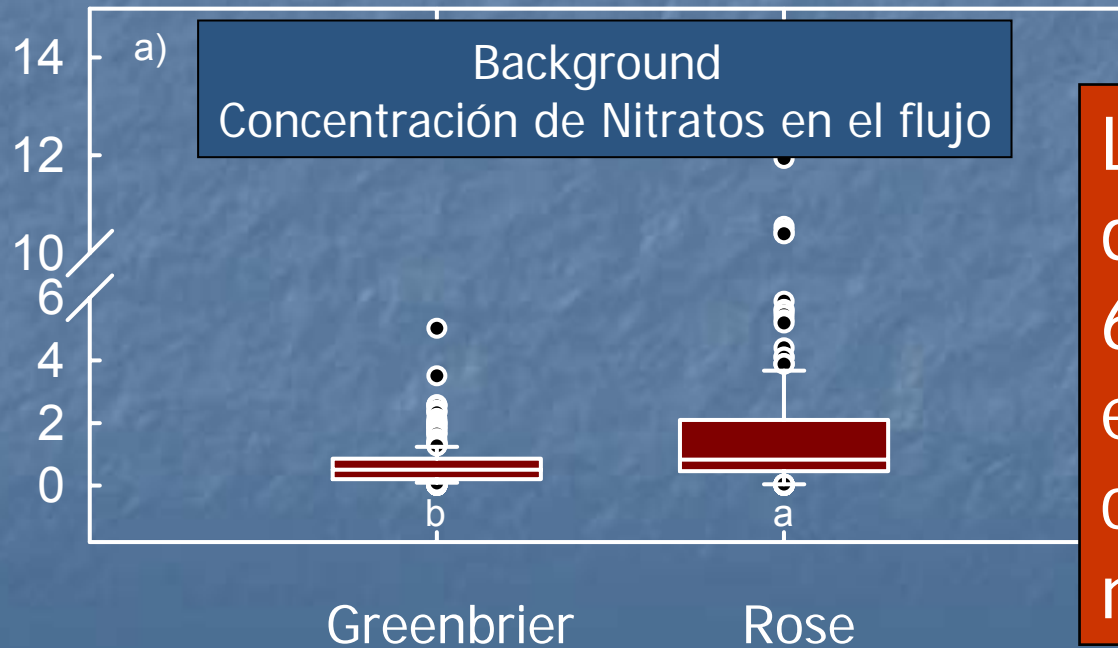 a)
Background
Concentración de Nitratos en el flujo
14
12
10
6
4
2
0
b
a
Greenbrier
Rose